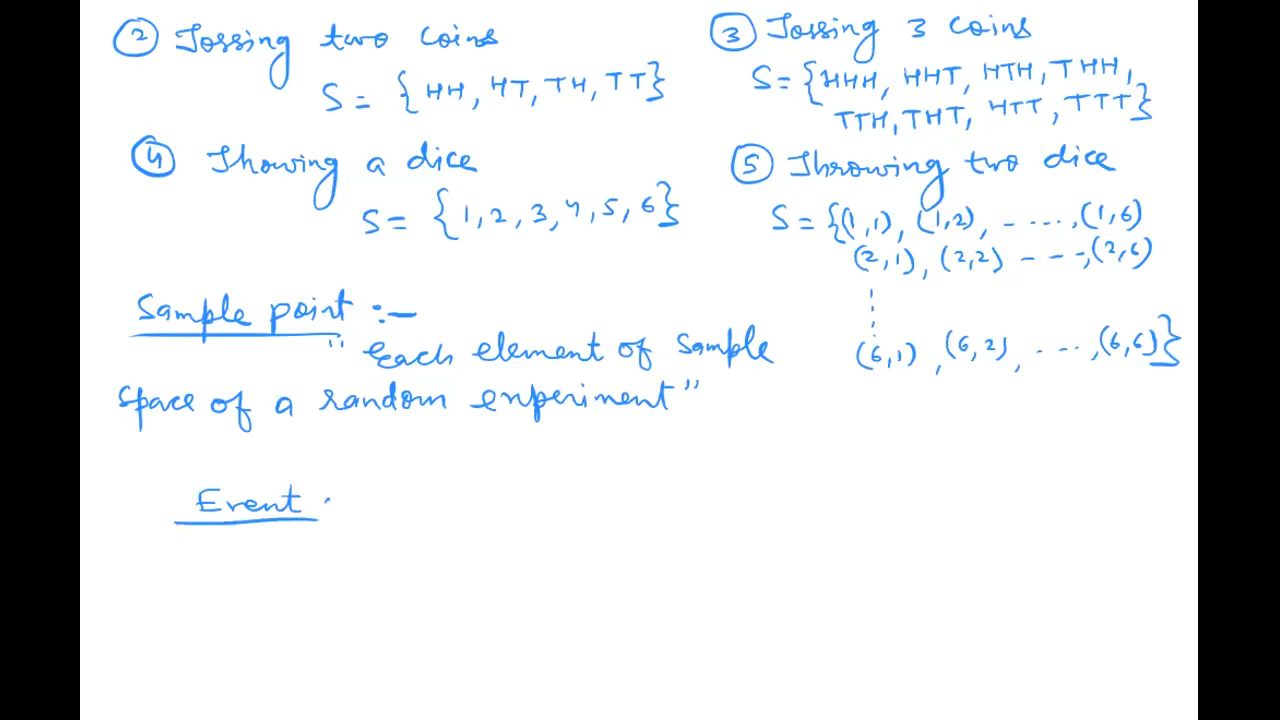 ② Tossing two coins
S = {HH, HT, TH, TT}
③ Tossing 3 coins
S = {HHH, HHT, HTH, THH,
TTH, THT, HTT, TTT}
④ Throwing a dice
S = {1, 2, 3, 4, 5, 6}
⑤ Throwing two dice
S = {(1,1), (1,2), ------, (1,6)
(2,1), (2,2) ---, (2,6)
(6,1), (6,2), ----, (6,6)}
Sample point :-
" Each element of sample
space of a random experiment"
Event